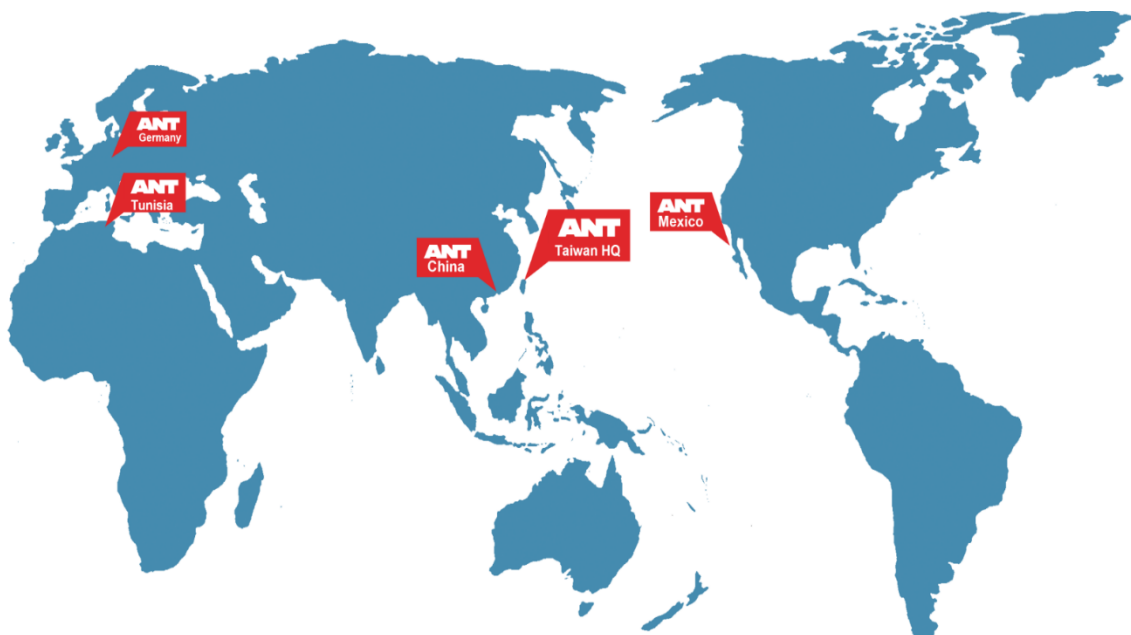 ANT
Germany
ANT
Tunisia
ANT
Mexico
ANT
Taiwan HQ
ANT
China